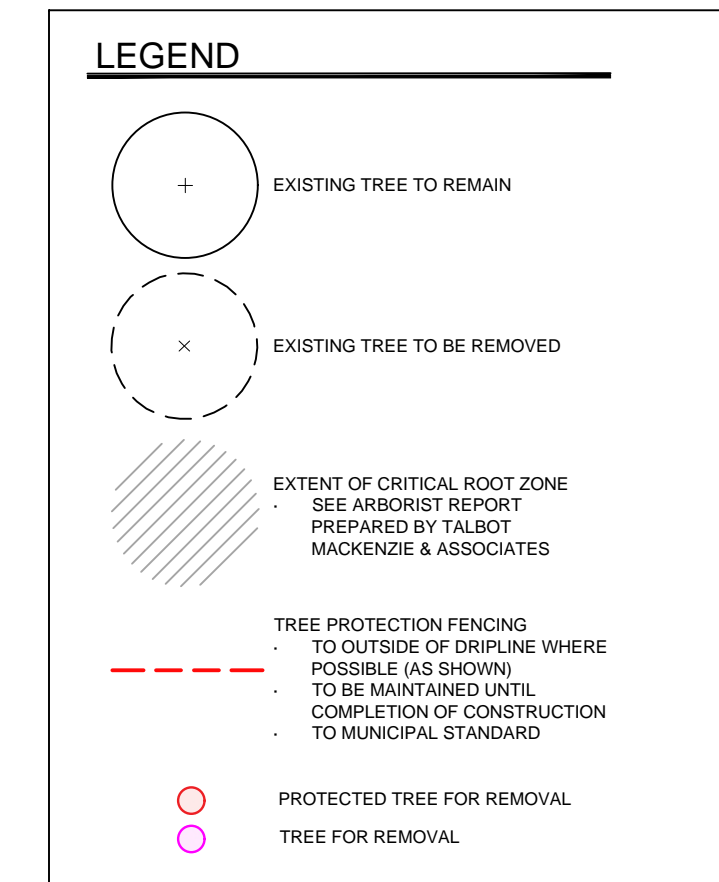 LEGEND
EXISTING TREE TO REMAIN
EXISTING TREE TO BE REMOVED
EXTENT OF CRITICAL ROOT ZONE
· SEE ARBORIST REPORT
PREPARED BY TALBOT
MACKENZIE & ASSOCIATES
TREE PROTECTION FENCING
· TO OUTSIDE OF DRIPLINE WHERE
POSSIBLE (AS SHOWN)
· TO BE MAINTAINED UNTIL
COMPLETION OF CONSTRUCTION
· TO MUNICIPAL STANDARD
PROTECTED TREE FOR REMOVAL
TREE FOR REMOVAL